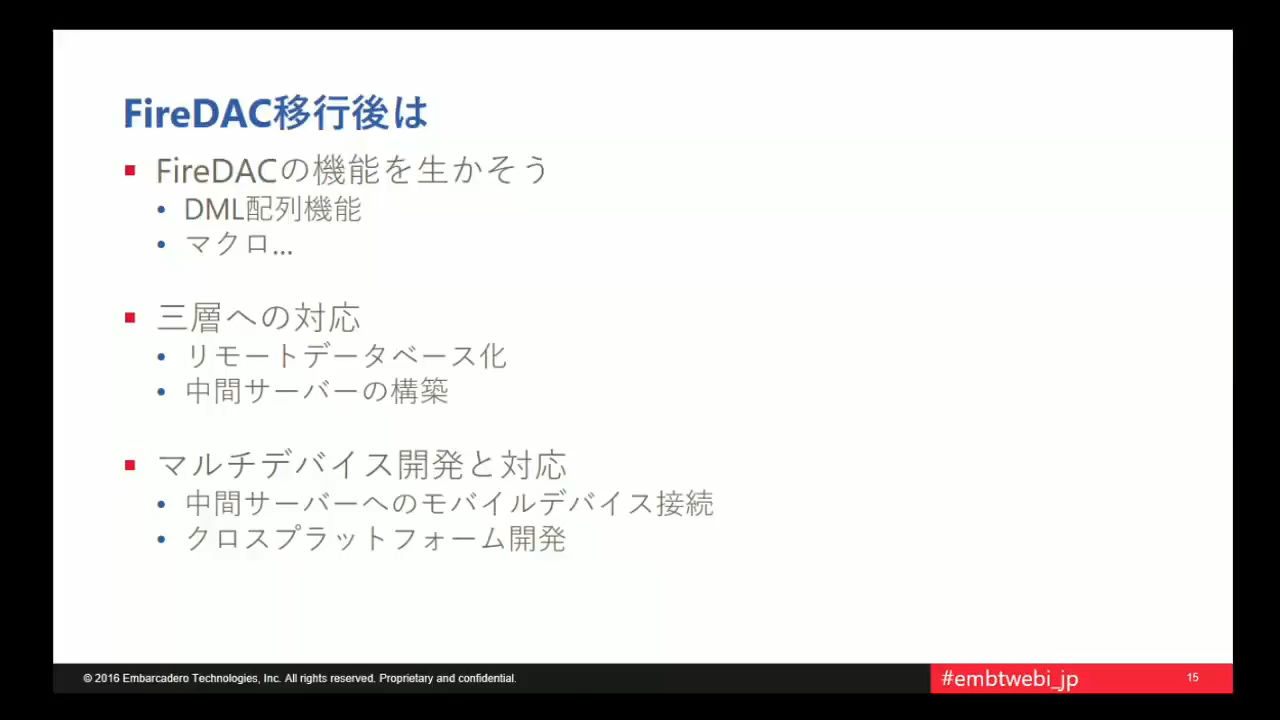 FireDAC移行後は
FireDACの機能を生かそう
DML配列機能
マクロ...
三層への対応
リモートデータベース化
中間サーバーの構築
マルチデバイス開発と対応
中間サーバーへのモバイルデバイス接続
クロスプラットフォーム開発
© 2016 Embarcadero Technologies, Inc. All rights reserved. Proprietary and confidential.
#embtwebi_jp
15